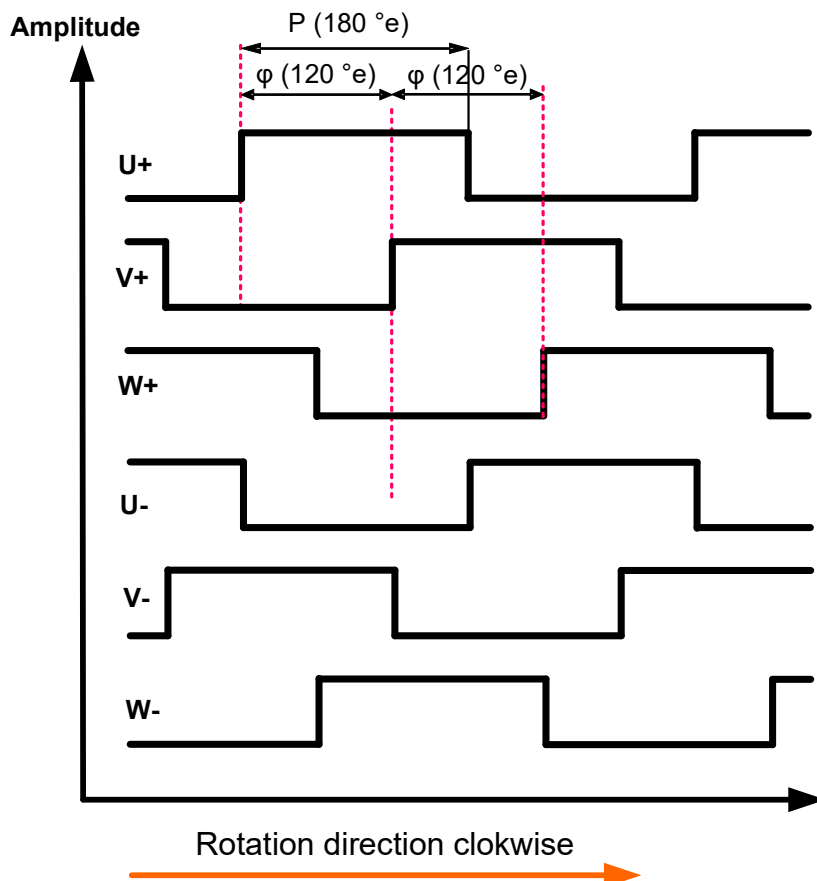 P (180 °e)
Amplitude
φ (120 °e) φ (120 °e)
U+
V+
W+
U-
V-
W-
Rotation direction clokwise